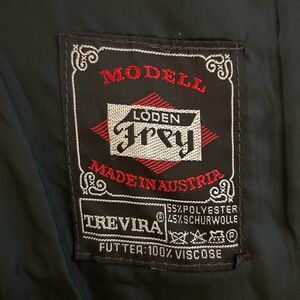 MODELL
LODEN
Frey
MADE IN AUSTRIA
TREVIRA®
55% POLYESTER
45% SCHURWOLLE
P
FUTTER: 100% VISCOSE